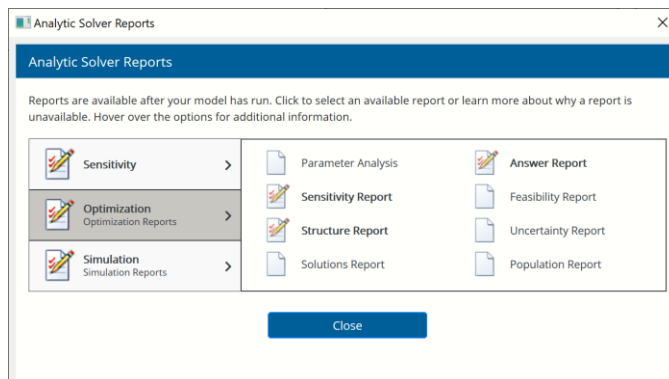 Analytic Solver Reports
Analytic Solver Reports
Reports are available after your model has run. Click to select an available report or learn more about why a report is
unavailable. Hover over the options for additional information.
Sensitivity
Optimization
Optimization Reports
Simulation
Simulation Reports
Parameter Analysis
Answer Report
Sensitivity Report
Feasibility Report
Structure Report
Uncertainty Report
Solutions Report
Population Report
Close